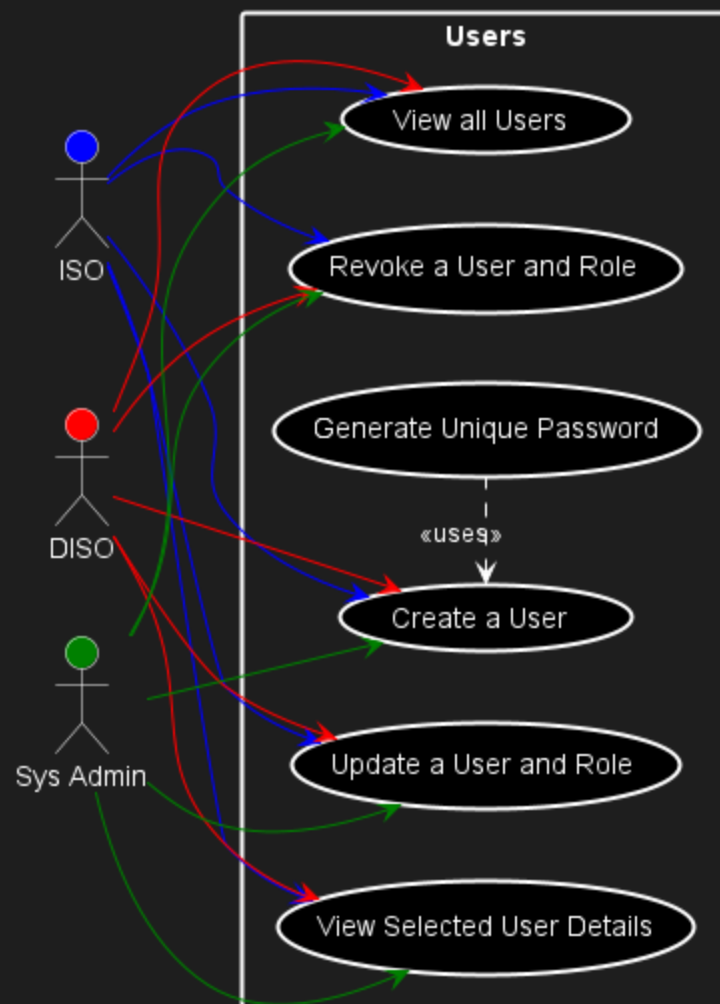 Users
View all Users
ISO
Revoke a User and Role
Generate Unique Password
DISO
«uses»
Create a User
Sys Admin
Update a User and Role
View Selected User Details